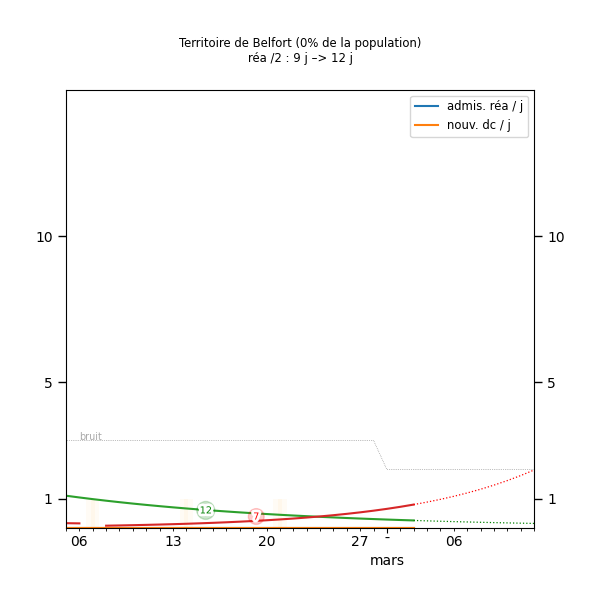 Territoire de Belfort (0% de la population)
réa /2 : 9 j –> 12 j
admis. réa / j
nouv. dc / j
10
10
5
5
bruit
1
1
12
7
06
13
20
27
-
06
mars